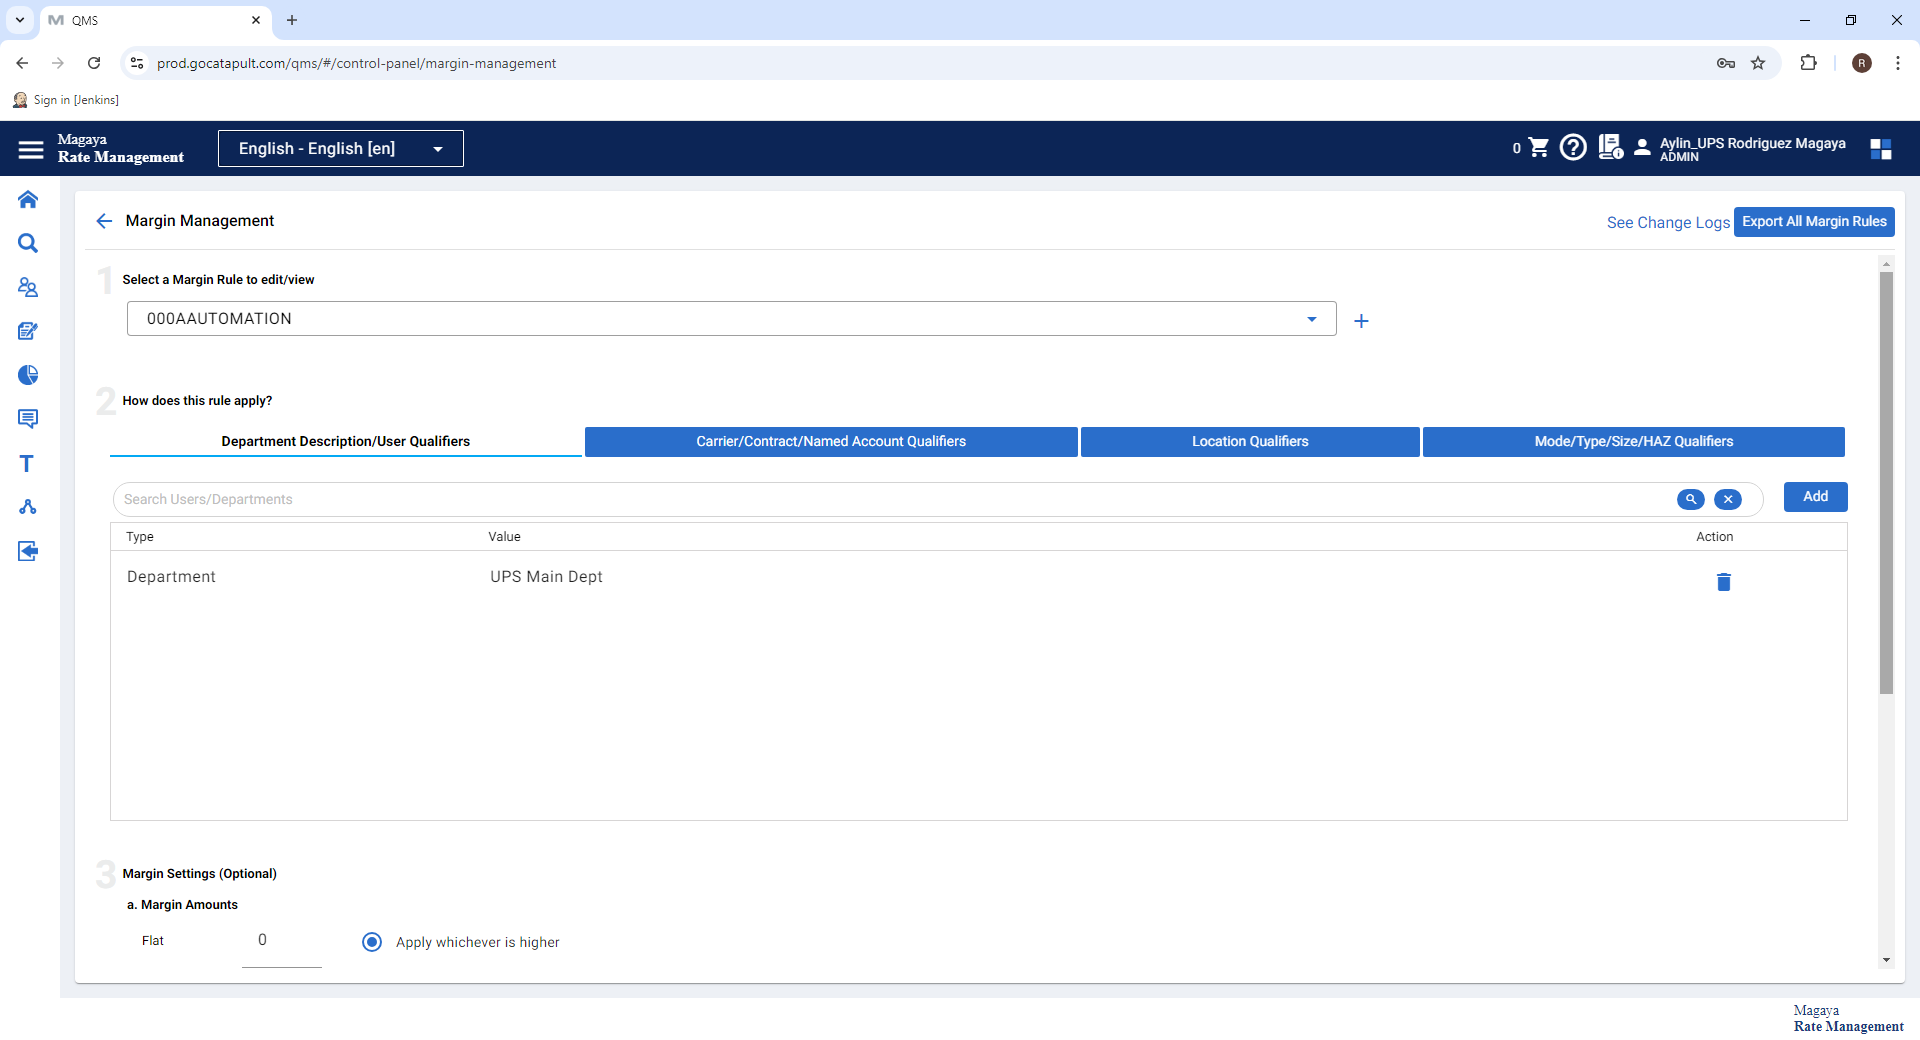 QMS
prod.gocatapult.com/qms/#/control-panel/margin-management
R
Sign in [Jenkins]
Magaya
Rate Management
English - English [en]
0
Aylin_UPS Rodriguez Magaya
ADMIN
Margin Management
See Change Logs
Export All Margin Rules
1
Select a Margin Rule to edit/view
000AAUTOMATION
2
How does this rule apply?
Department Description/User Qualifiers
Carrier/Contract/Named Account Qualifiers
Location Qualifiers
Mode/Type/Size/HAZ Qualifiers
Search Users/Departments
Add
Type
Value
Action
Department
UPS Main Dept
3
Margin Settings (Optional)
a. Margin Amounts
Flat
0
Apply whichever is higher
Magaya
Rate Management